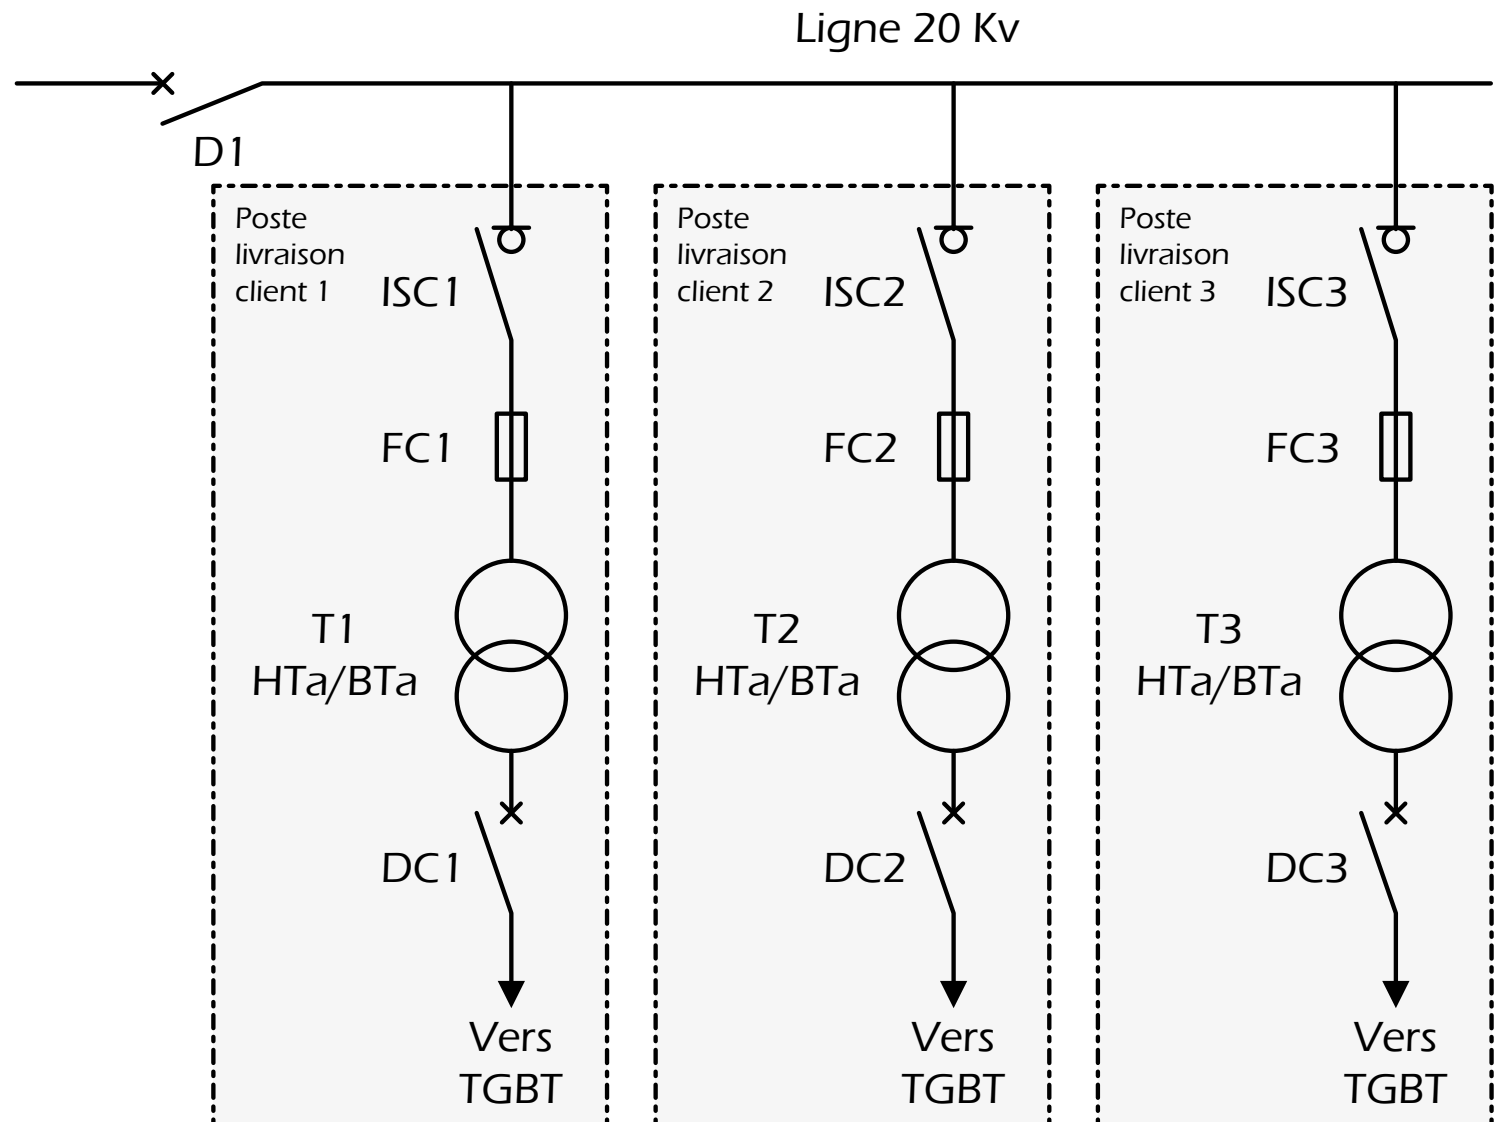 Ligne 20 Kv
D1
Poste
livraison
client 1
ISC1
FC1
T1
HTa/BTa
DC1
Vers
TGBT
Poste
livraison
client 2
ISC2
FC2
T2
HTa/BTa
DC2
Vers
TGBT
Poste
livraison
client 3
ISC3
FC3
T3
HTa/BTa
DC3
Vers
TGBT